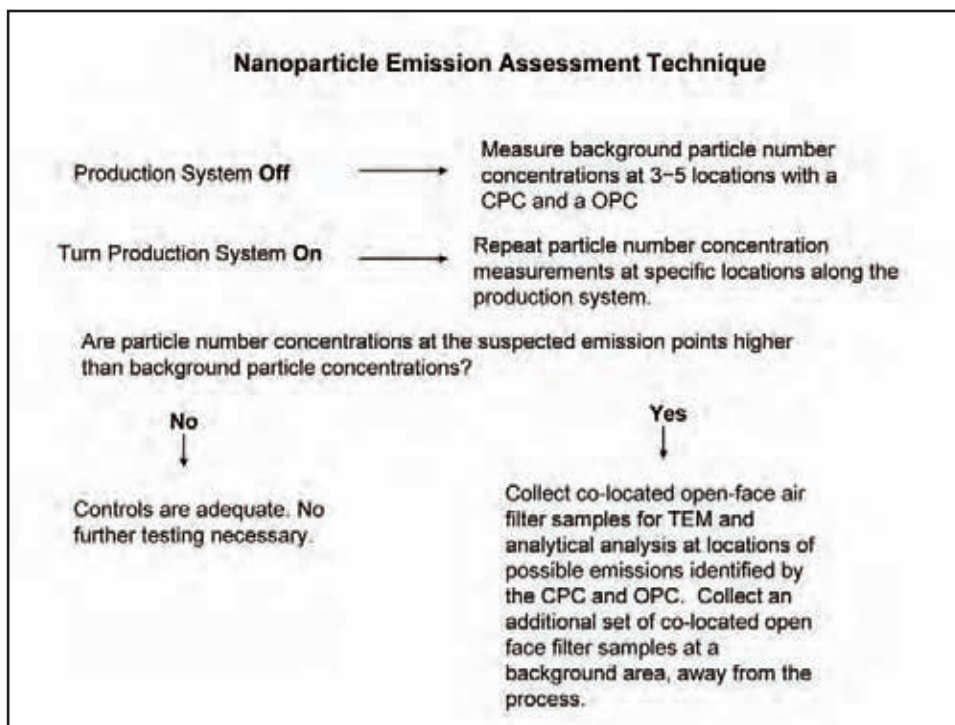 Nanoparticle Emission Assessment Technique
Production System Off
Measure background particle number
concentrations at 3−5 locations with a
CPC and a OPC
Turn Production System On
Repeat particle number concentration
measurements at specific locations along the
production system.
Are particle number concentrations at the suspected emission points higher
than background particle concentrations?
No
Controls are adequate. No
further testing necessary.
Yes
Collect co-located open-face air
filter samples for TEM and
analytical analysis at locations of
possible emissions identified by
the CPC and OPC. Collect an
additional set of co-located open
face filter samples at a
background area, away from the
process.